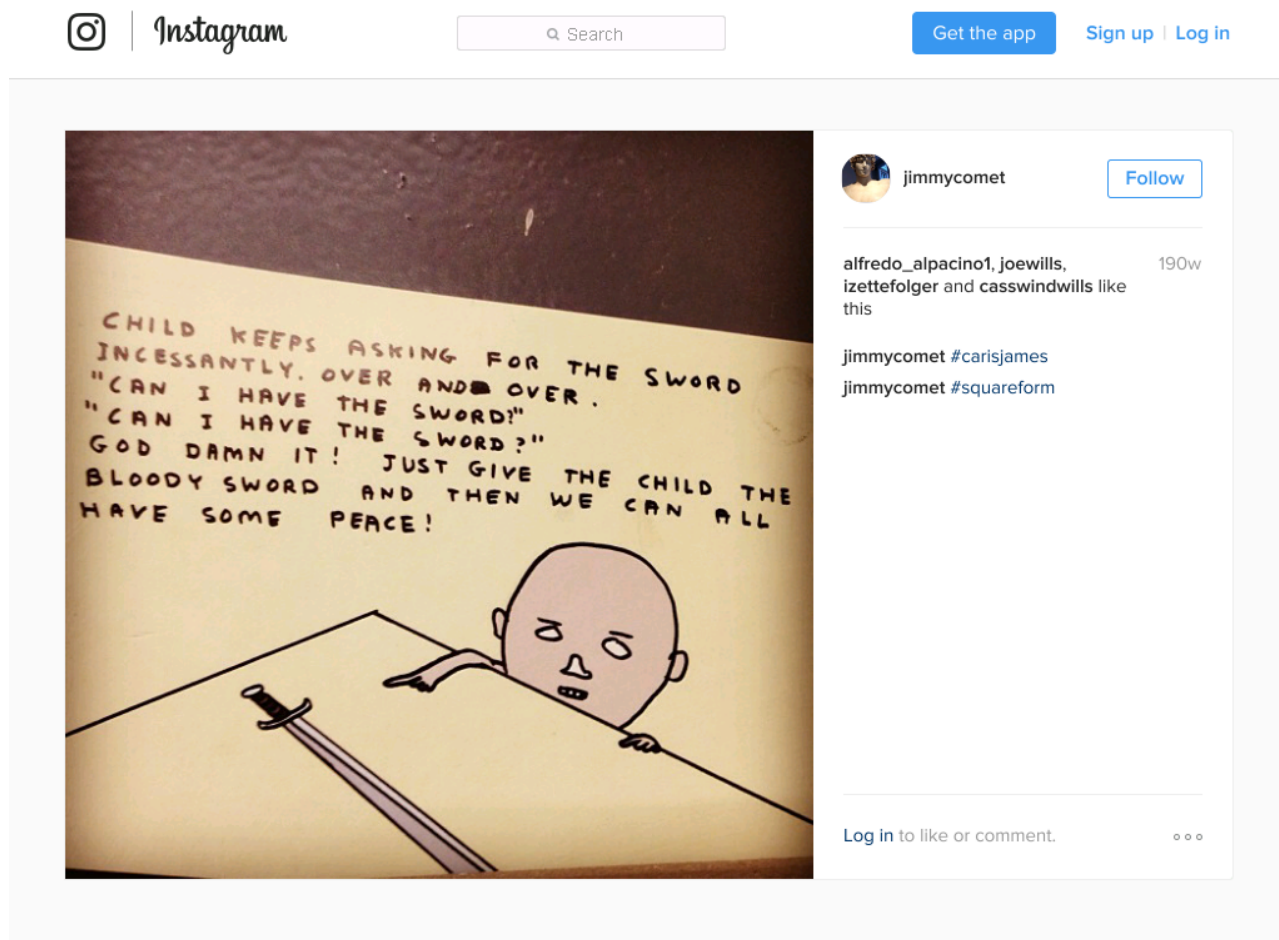 Instagram
Search
Get the app
Sign up | Log in
CHILD KEEPS ASKING FOR THE SWORD
INCESSANTLY. OVER AND OVER.
"CAN I HAVE THE SWORD?"
"CAN I HAVE THE SWORD?"
GOD DAMN IT! JUST GIVE THE CHILD THE
BLOODY SWORD AND THEN WE CAN ALL
HAVE SOME PEACE!
jimmycomet
Follow
alfredo_alpacino1, joewills,
190w
izettefolger and casswindwills like
this
jimmycomet #carisjames
jimmycomet #squareform
Log in to like or comment.